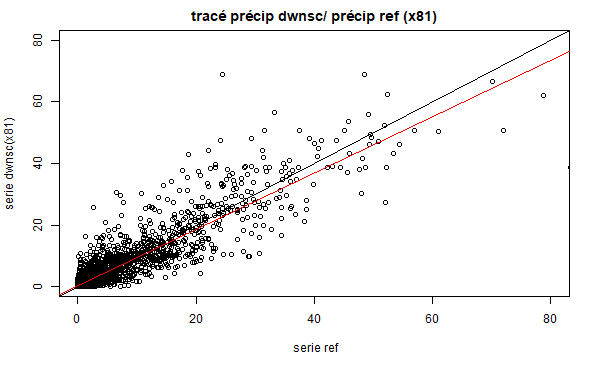 tracé précip dwnsc/ précip ref (x81)
serie dwnsc(x81)
80
60
40
20
0
0 20 40 60 80
serie ref